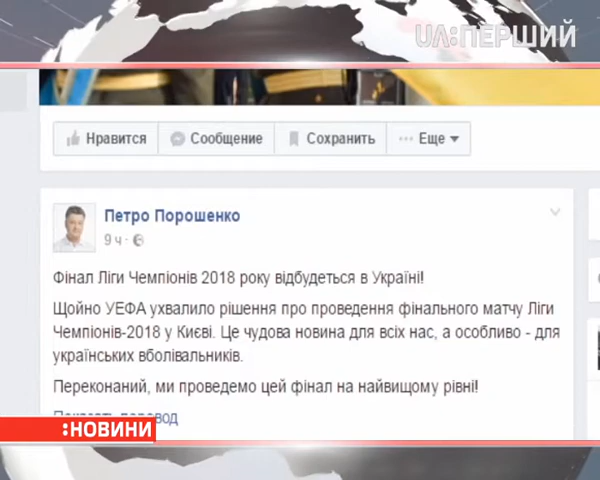 UA:ПЕРШИЙ
Нравится
Сообщение
Сохранить
Еще
Петро Порошенко
9 ч ·
Фінал Ліги Чемпіонів 2018 року відбудеться в Україні!
Щойно УЕФА ухвалило рішення про проведення фінального матчу Ліги
Чемпіонів-2018 у Києві. Це чудова новина для всіх нас, а особливо - для
українських вболівальників.
Переконаний, ми проведемо цей фінал на найвищому рівні!
:НОВИНИ